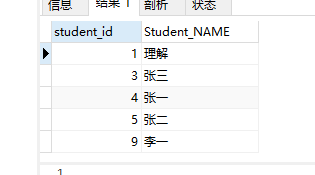 信息 结果 1 剖析 状态
student_id Student_NAME
1 理解
3 张三
4 张一
5 张二
9 李一
1